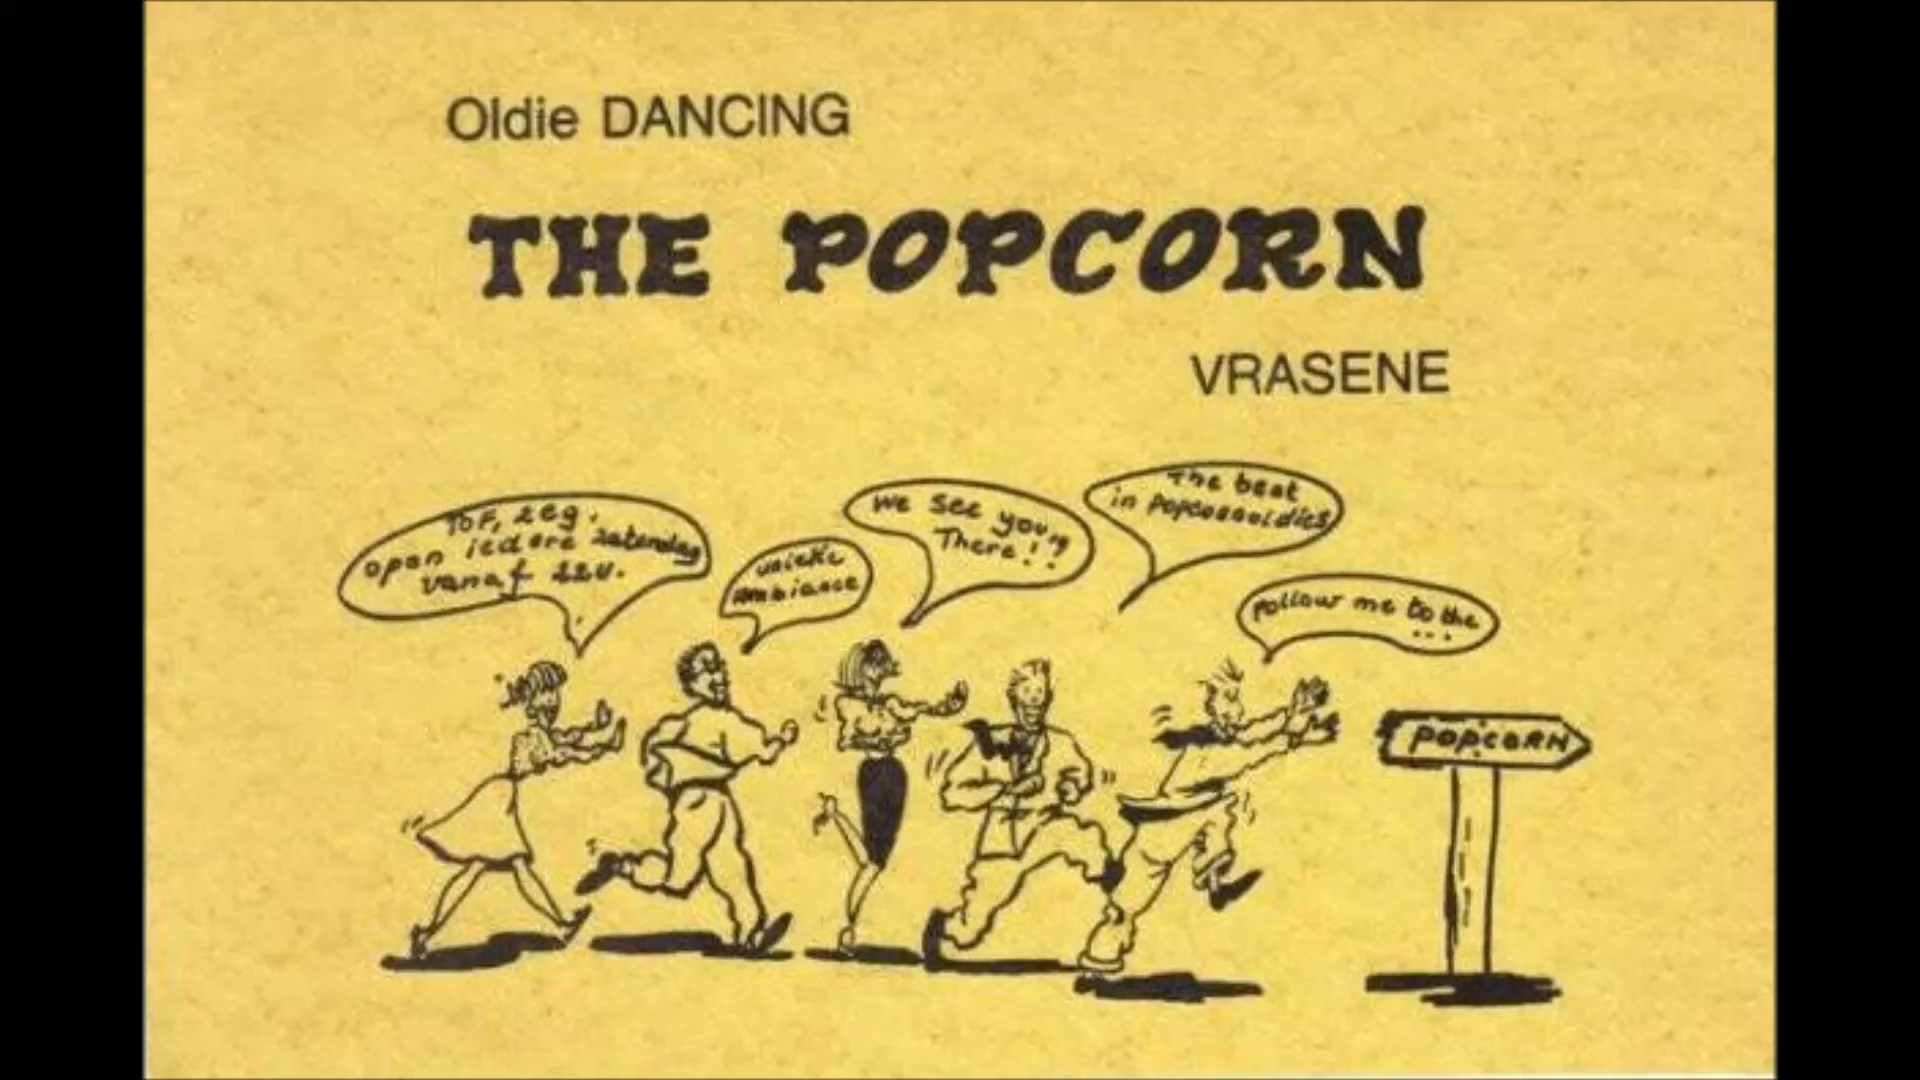 Oldie DANCING
THE POPCORN
VRASENE
TOF, zeg.
open iedere zaterdag
vanaf 22u.
unieke
ambiance
We see you
There!!
The best
in popcornoldies
Follow me to the
...
POPCORN